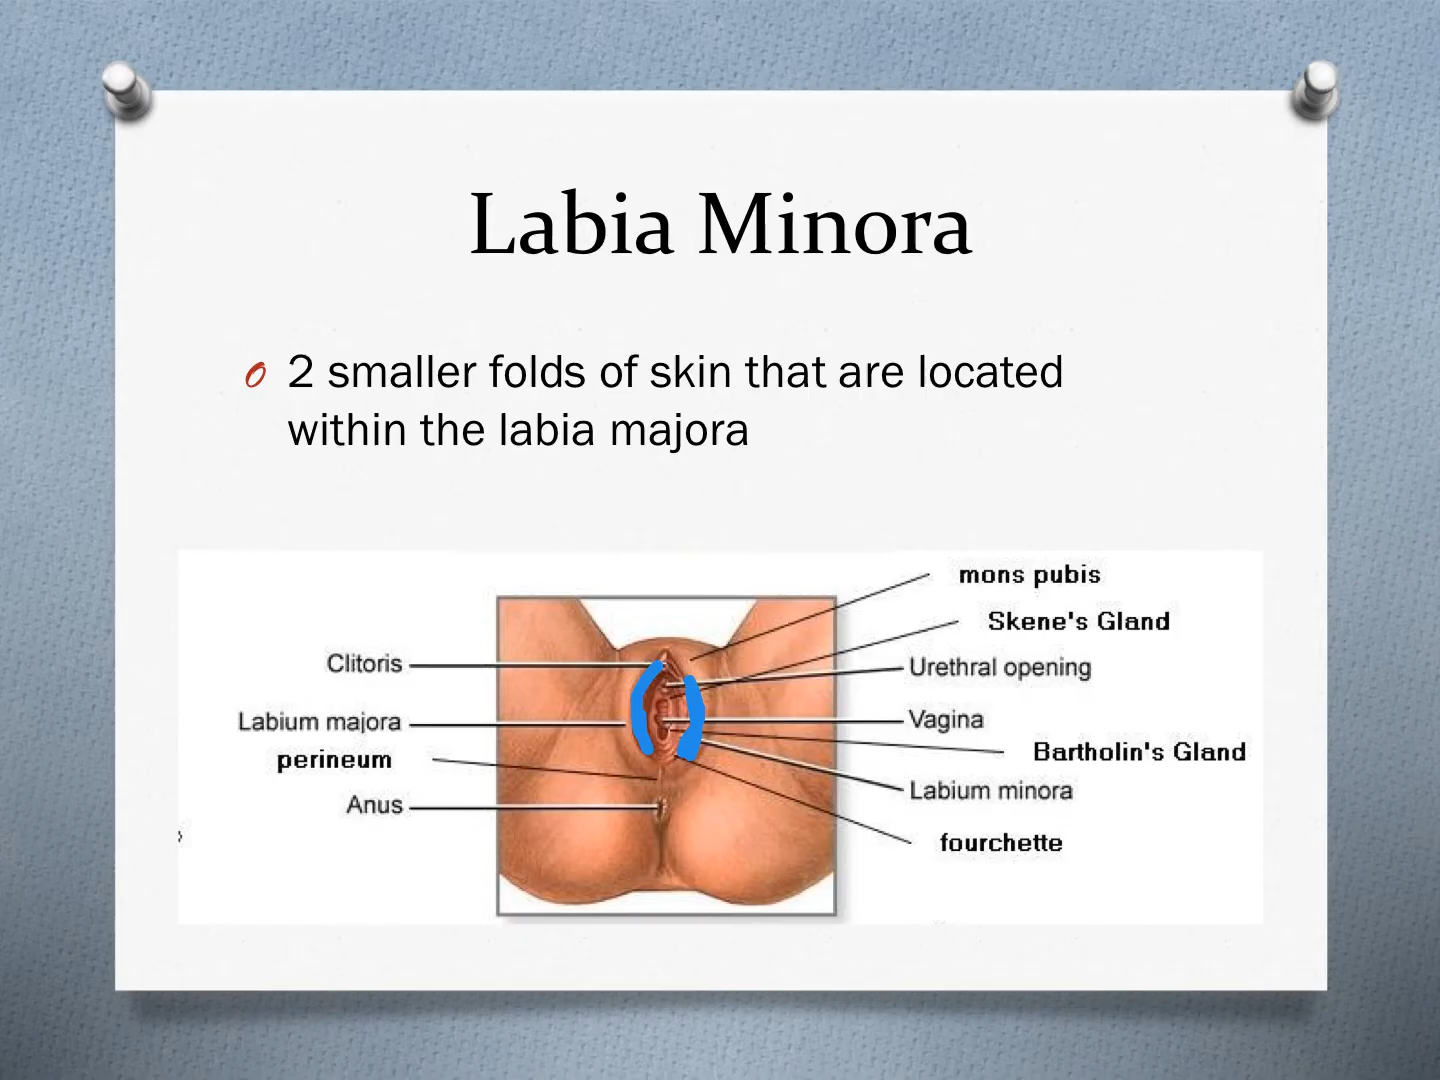 Labia Minora
2 smaller folds of skin that are located
within the labia majora
mons pubis
Skene's Gland
Clitoris
Urethral opening
Labium majora
Vagina
perineum
Bartholin's Gland
Labium minora
Anus
fourchette